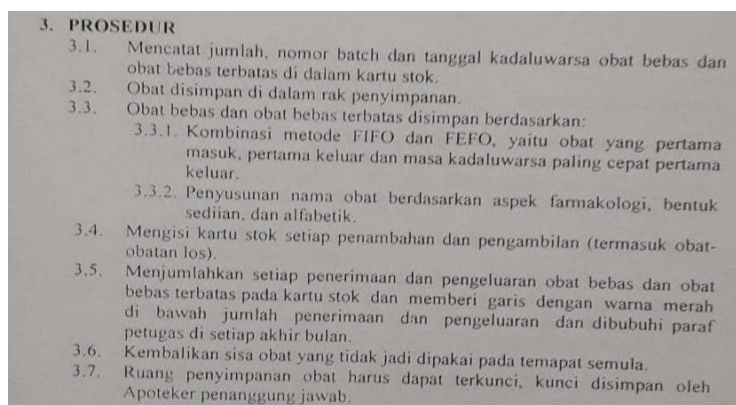 3. PROSEDUR
3.1. Mencatat jumlah, nomor batch dan tanggal kadaluwarsa obat bebas dan
obat bebas terbatas di dalam kartu stok.
3.2. Obat disimpan di dalam rak penyimpanan.
3.3. Obat bebas dan obat bebas terbatas disimpan berdasarkan:
3.3.1. Kombinasi metode FIFO dan FEFO, yaitu obat yang pertama
masuk, pertama keluar dan masa kadaluwarsa paling cepat pertama
keluar.
3.3.2. Penyusunan nama obat berdasarkan aspek farmakologi, bentuk
sediian, dan alfabetik.
3.4. Mengisi kartu stok setiap penambahan dan pengambilan (termasuk obat-
obatan los).
3.5. Menjumlahkan setiap penerimaan dan pengeluaran obat bebas dan obat
bebas terbatas pada kartu stok dan memberi garis dengan warna merah
di bawah jumlah penerimaan dan pengeluaran dan dibubuhi paraf
petugas di setiap akhir bulan.
3.6. Kembalikan sisa obat yang tidak jadi dipakai pada temapat semula.
3.7. Ruang penyimpanan obat harus dapat terkunci, kunci disimpan oleh
Apoteker penanggung jawab.